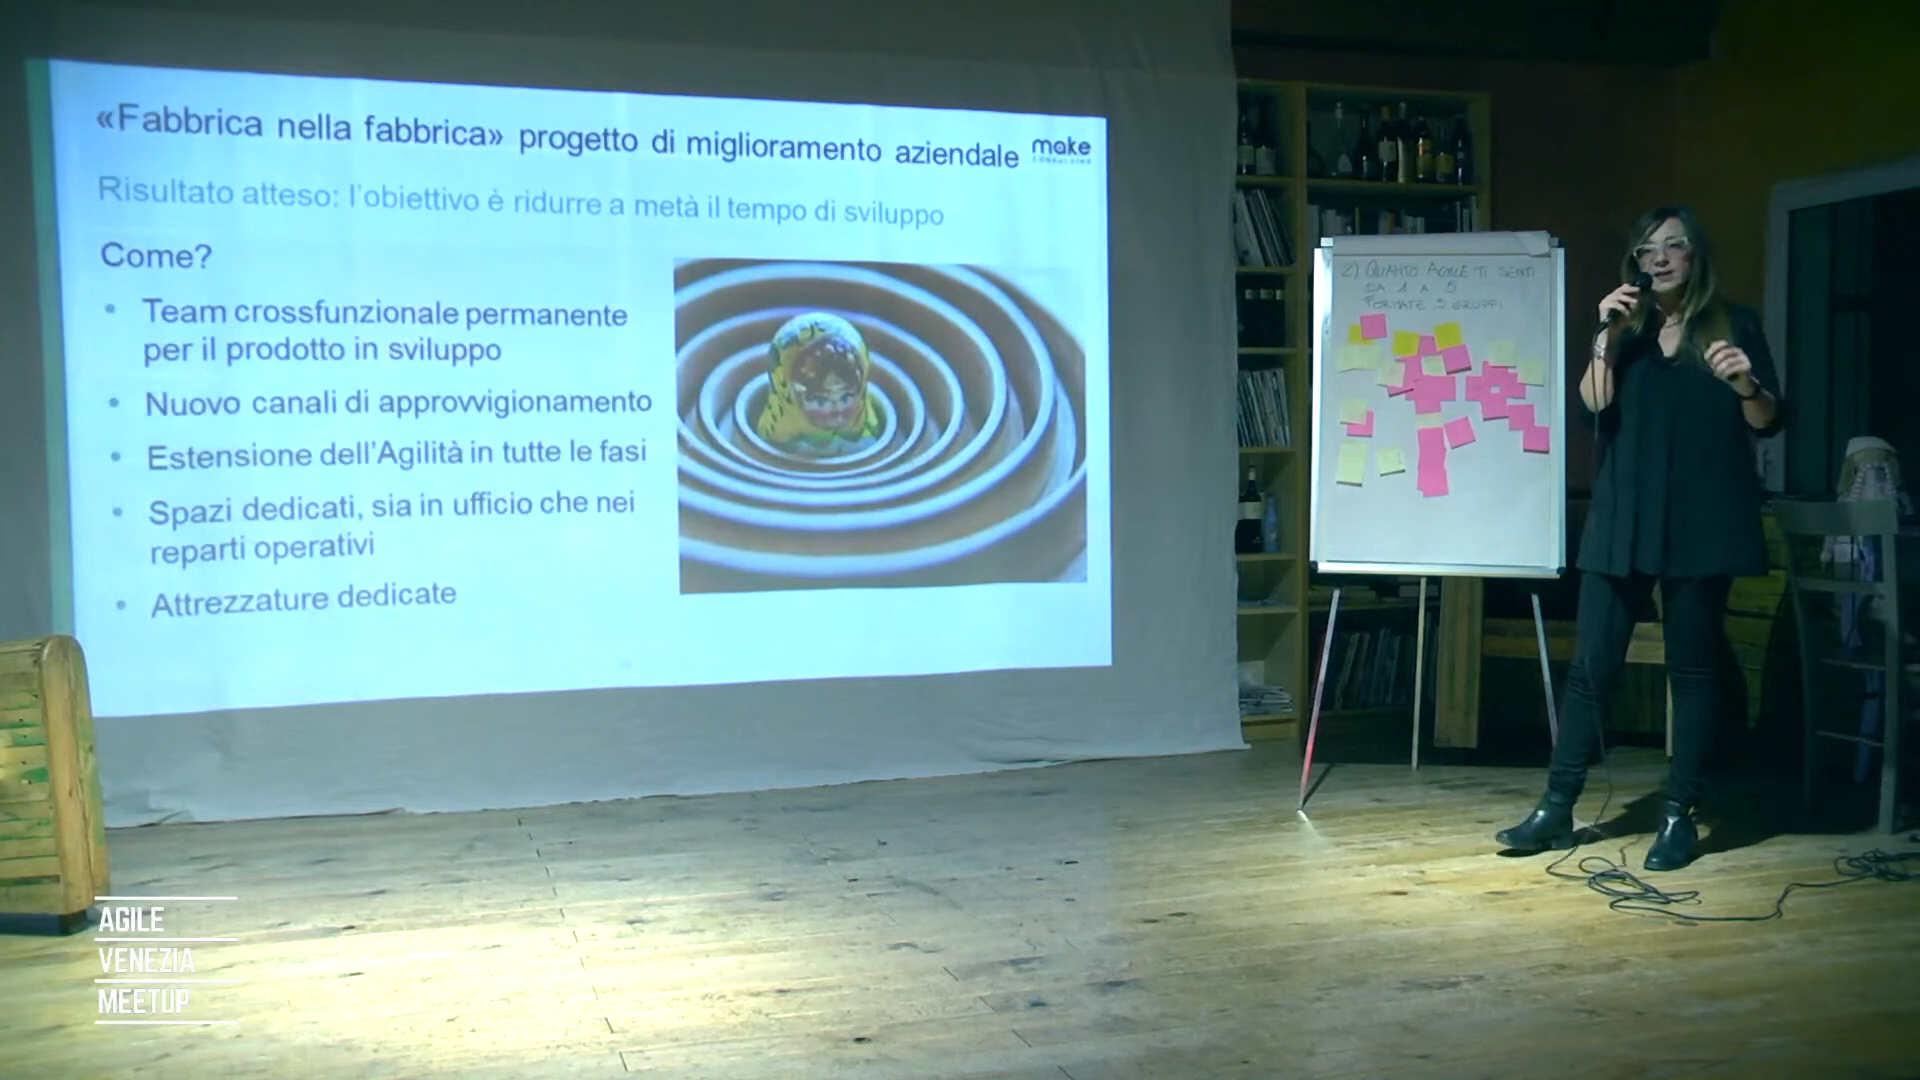 «Fabbrica nella fabbrica» progetto di miglioramento aziendale
make
CONSULTING
Risultato atteso: l'obiettivo è ridurre a metà il tempo di sviluppo
Come?
• Team crossfunzionale permanente
per il prodotto in sviluppo
• Nuovo canali di approvvigionamento
• Estensione dell'Agilità in tutte le fasi
• Spazi dedicati, sia in ufficio che nei
reparti operativi
• Attrezzature dedicate
2) QUANTO AGILE TI SENTI
DA 1 A 5
FORMATE 5 GRUPPI
AGILE
VENEZIA
MEETUP